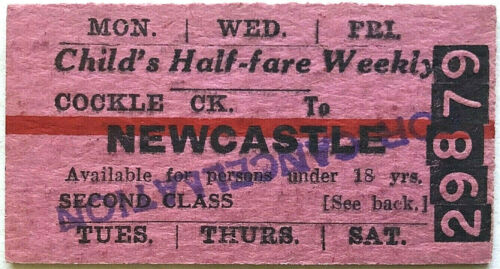 MON. | WED. | FRI.
Child's Half-fare Weekly
COCKLE CK. To
NEWCASTLE
Available for persons under 18 yrs.
SECOND CLASS [See back.]
TUES. | THURS. | SAT.
29879
CANCELLATION